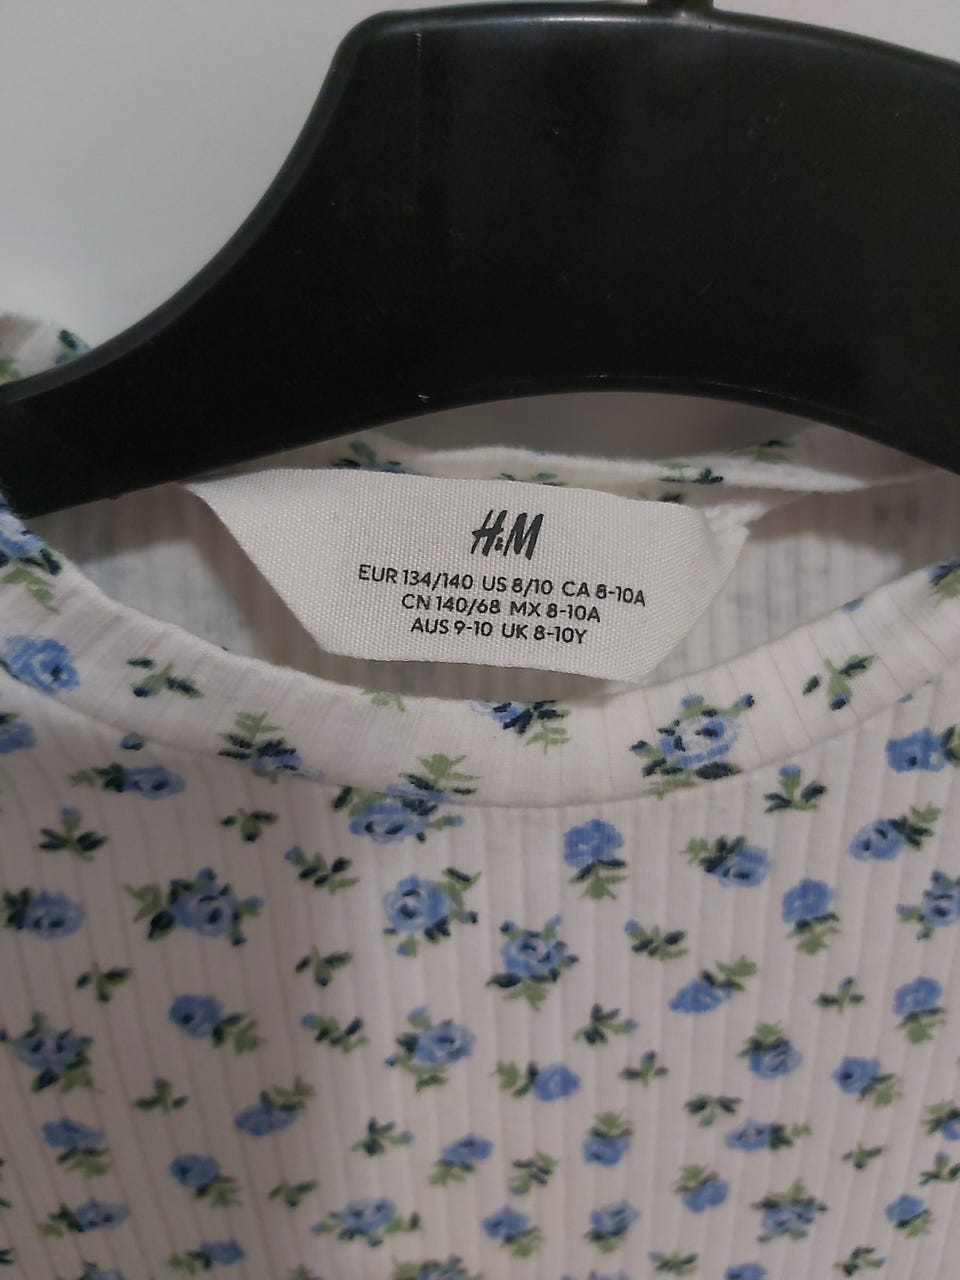 H&M
EUR 134/140 US 8/10 CA 8-10A
CN 140/68 MX 8-10A
AUS 9-10 UK 8-10Y